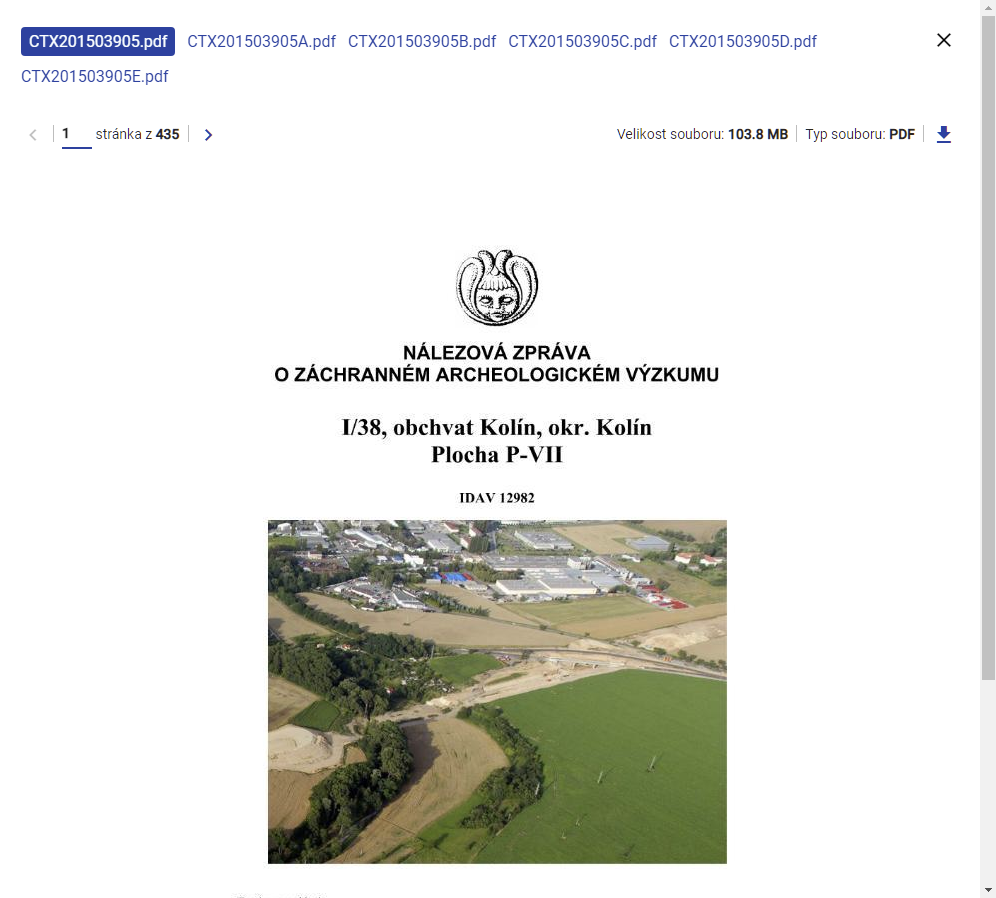 CTX201503905.pdf CTX201503905A.pdf CTX201503905B.pdf CTX201503905C.pdf CTX201503905D.pdf
CTX201503905E.pdf
1 stránka z 435 Velikost souboru: 103.8 MB Typ souboru: PDF
NÁLEZOVÁ ZPRÁVA
O ZÁCHRANNÉM ARCHEOLOGICKÉM VÝZKUMU
I/38, obchvat Kolín, okr. Kolín
Plocha P-VII
IDAV 12982